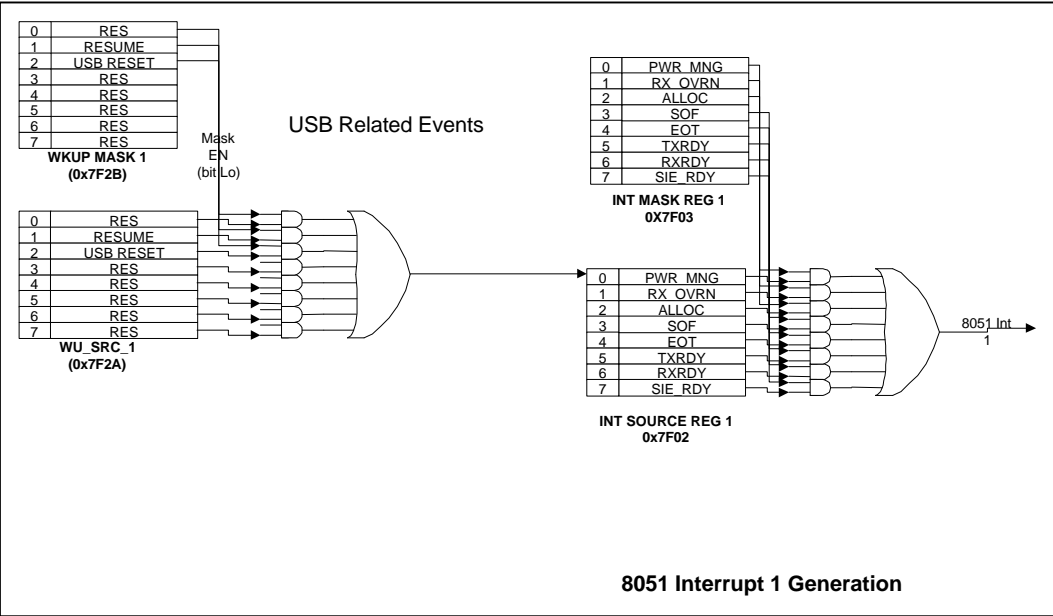 0 RES
1 RESUME
2 USB RESET
3 RES
4 RES
5 RES
6 RES
7 RES
WKUP MASK 1
(0x7F2B)
Mask
EN
(bit Lo)
USB Related Events
0 PWR_MNG
1 RX_OVRN
2 ALLOC
3 SOF
4 EOT
5 TXRDY
6 RXRDY
7 SIE_RDY
INT MASK REG 1
0X7F03
0 RES
1 RESUME
2 USB RESET
3 RES
4 RES
5 RES
6 RES
7 RES
WU_SRC_1
(0x7F2A)
0 PWR_MNG
1 RX_OVRN
2 ALLOC
3 SOF
4 EOT
5 TXRDY
6 RXRDY
7 SIE_RDY
INT SOURCE REG 1
0x7F02
8051 Int
1
8051 Interrupt 1 Generation